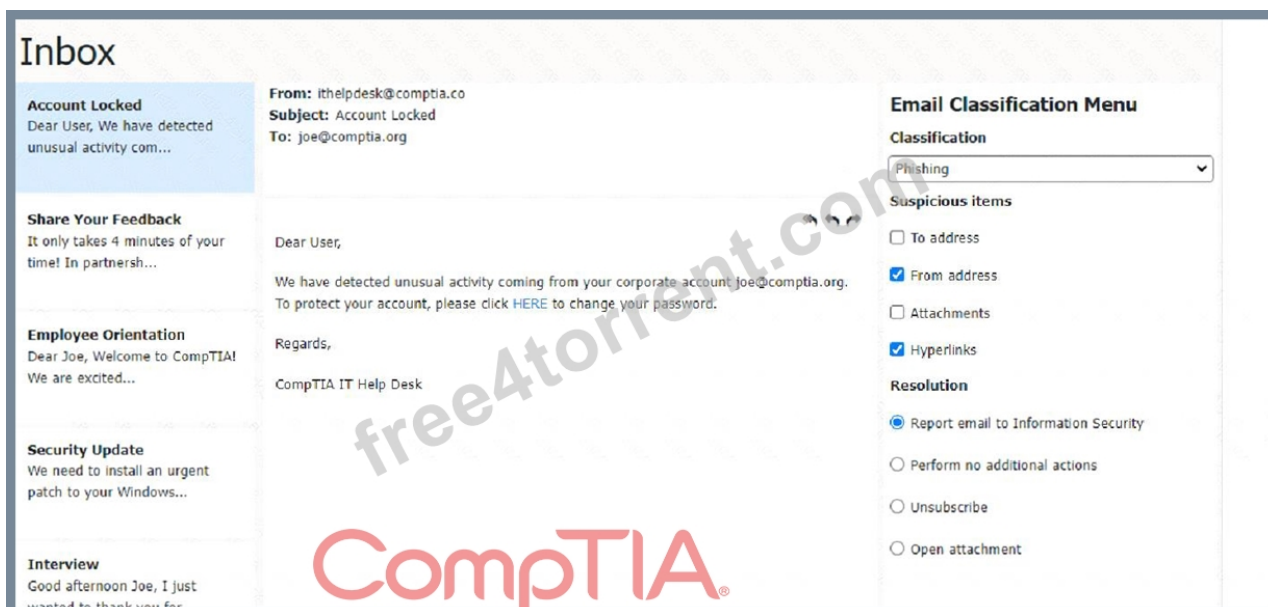 Inbox
Account Locked
Dear User, We have detected
unusual activity com...
Share Your Feedback
It only takes 4 minutes of your
time! In partnersh...
Employee Orientation
Dear Joe, Welcome to CompTIA!
We are excited...
Security Update
We need to install an urgent
patch to your Windows...
Interview
Good afternoon Joe, I just
wanted to thank you for
From: ithelpdesk@comptia.co
Subject: Account Locked
To: joe@comptia.org
Dear User,
We have detected unusual activity coming from your corporate account joe@comptia.org.
To protect your account, please click HERE to change your password.
Regards,
CompTIA IT Help Desk
free4torrent.com
CompTIA®
Email Classification Menu
Classification
Phishing
Suspicious items
To address
From address
Attachments
Hyperlinks
Resolution
Report email to Information Security
Perform no additional actions
Unsubscribe
Open attachment